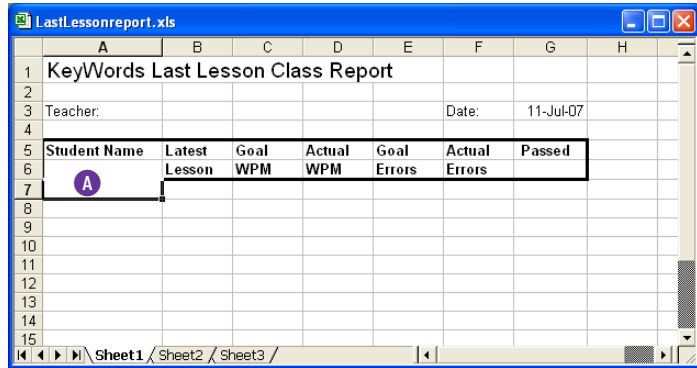 LastLessonreport.xls
A B C D E F G H
1 KeyWords Last Lesson Class Report
2
3 Teacher: Date: 11-Jul-07
4
5 Student Name Latest Goal Actual Goal Actual Passed
6 Lesson WPM WPM Errors Errors
A
7
8
9
10
11
12
13
14
15
Sheet1 Sheet2 Sheet3